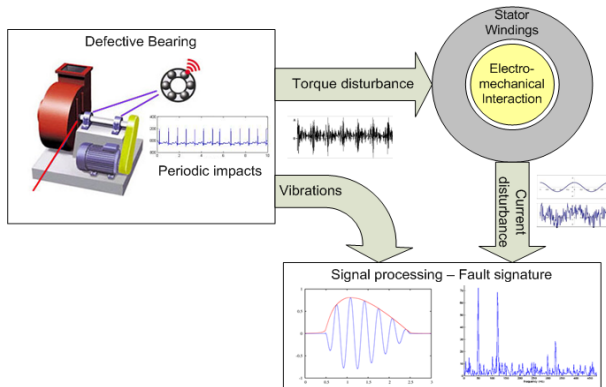 Defective Bearing
Periodic impacts
Torque disturbance
Stator
Windings
Electro-
mechanical
Interaction
Vibrations
Current
disturbance
Signal processing – Fault signature